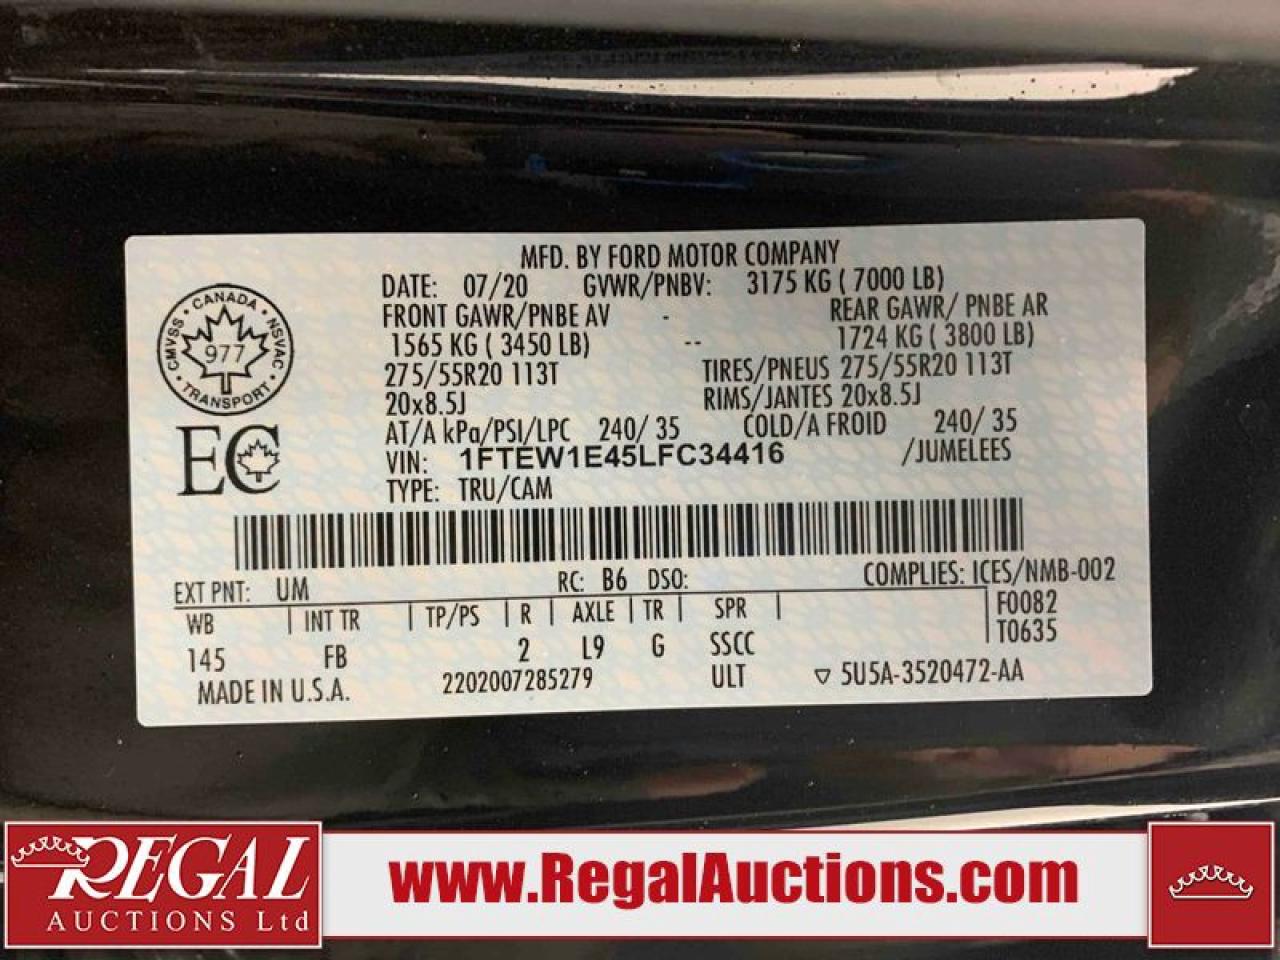 MFD. BY FORD MOTOR COMPANY
DATE: 07/20 GVWR/PNBV: 3175 KG ( 7000 LB)
FRONT GAWR/PNBE AV - REAR GAWR/ PNBE AR
1565 KG ( 3450 LB) -- 1724 KG ( 3800 LB)
275/55R20 113T TIRES/PNEUS 275/55R20 113T
20x8.5J RIMS/JANTES 20x8.5J
AT/A kPa/PSI/LPC 240/ 35 COLD/A FROID 240/ 35
VIN: 1FTEW1E45LFC34416 /JUMELEES
TYPE: TRU/CAM
CANADA
CMVSS NSVAC
977
TRANSPORT
EC
EXT PNT: UM RC: B6 DSO: COMPLIES: ICES/NMB-002
WB | INT TR | TP/PS | R | AXLE | TR | SPR | F0082
T0635
145 FB 2 L9 G SSCC
MADE IN U.S.A. 2202007285279 ULT ▽ 5U5A-3520472-AA
REGAL
AUCTIONS Ltd
www.RegalAuctions.com